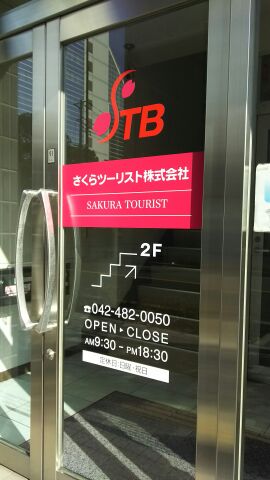 STB
さくらツーリスト株式会社
SAKURA TOURIST
2F
☎042-482-0050
OPEN▶CLOSE
AM9:30-PM18:30
定休日:日曜・祝日